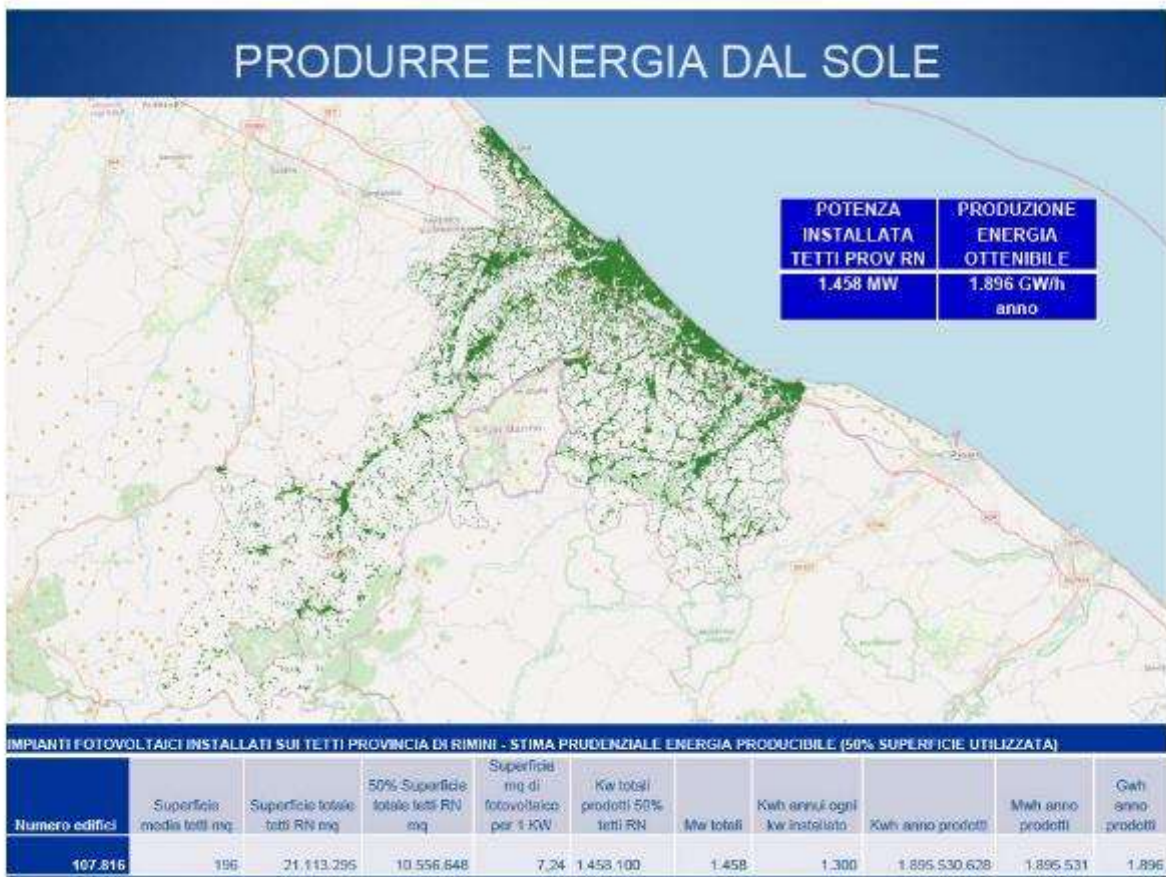 PRODURRE ENERGIA DAL SOLE
POTENZA
INSTALLATA
TETTI PROV RN
PRODUZIONE
ENERGIA
OTTENIBILE
1.458 MW
1.896 GW/h
anno
San Marino
Pesaro
IMPIANTI FOTOVOLTAICI INSTALLATI SUI TETTI PROVINCIA DI RIMINI - STIMA PRUDENZIALE ENERGIA PRODUCIBILE (50% SUPERFICIE UTILIZZATA)
Numero edifici
Superficie
media tetti mq
Superficie totale
tetti RN mq
50% Superficie
totale tetti RN
mq
Superficie
mq di
fotovoltaico
per 1 KW
Kw totali
prodotti 50%
tetti RN
Mw totali
Kwh annui ogni
kw installato
Kwh anno prodotti
Mwh anno
prodotti
Gwh
anno
prodotti
107.816
196
21.113.295
10.556.648
7,24
1.458.100
1.458
1.300
1.895.530.628
1.895.531
1.896